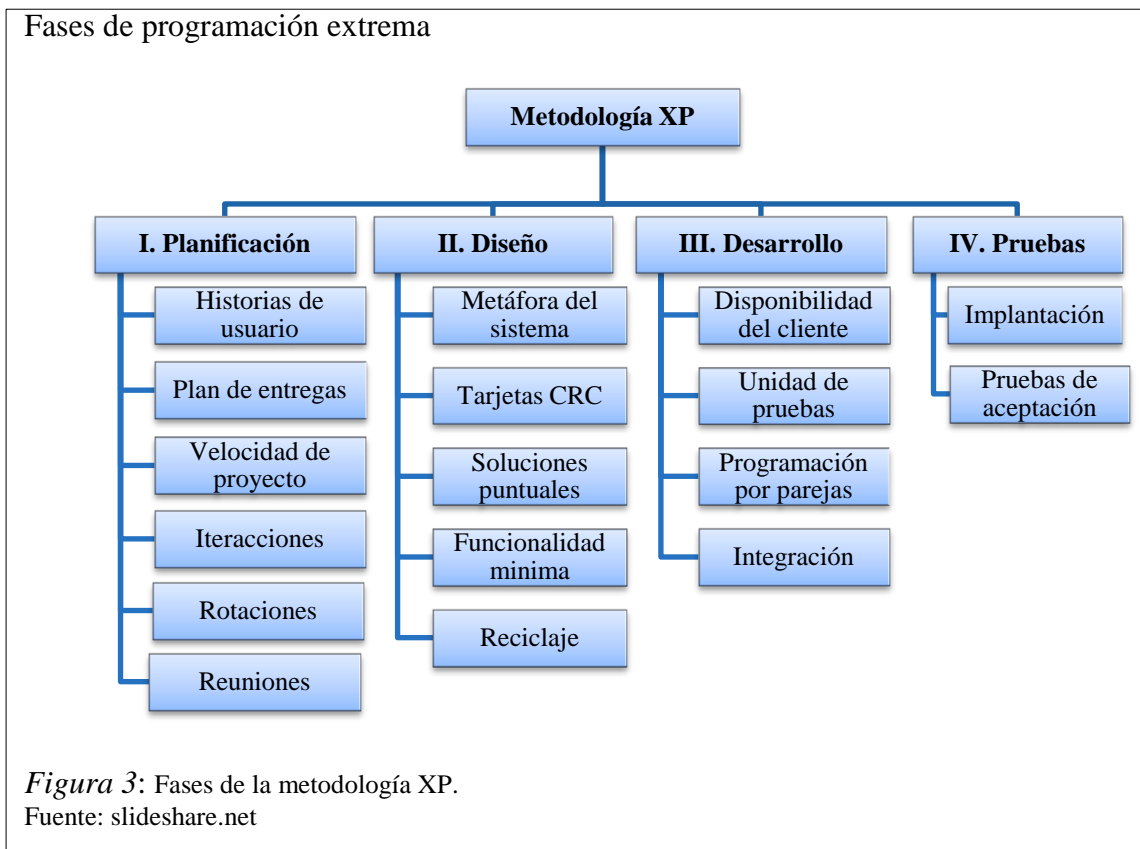 Fases de programación extrema
Metodología XP
I. Planificación
Historias de
usuario
Plan de entregas
Velocidad de
proyecto
Iteracciones
Rotaciones
Reuniones
II. Diseño
Metáfora del
sistema
Tarjetas CRC
Soluciones
puntuales
Funcionalidad
minima
Reciclaje
III. Desarrollo
Disponibilidad
del cliente
Unidad de
pruebas
Programación
por parejas
Integración
IV. Pruebas
Implantación
Pruebas de
aceptación
Figura 3: Fases de la metodología XP.
Fuente: slideshare.net